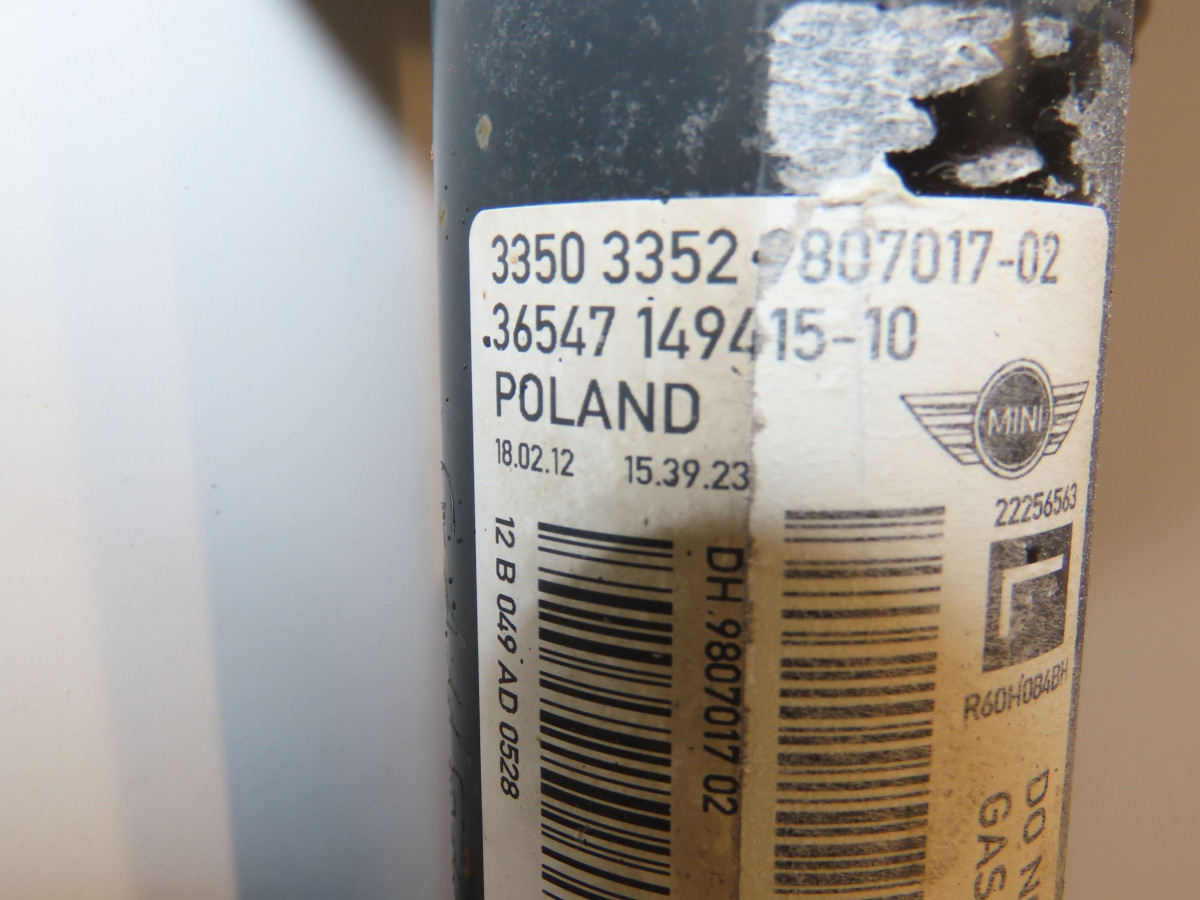 3350 3352 9807017-02
36547 149415-10
POLAND
18.02.12 15.39.23
MINI
22256563
R60H084BH
12 B 049 AD 0528
DH.9807017 02
DO
GAS